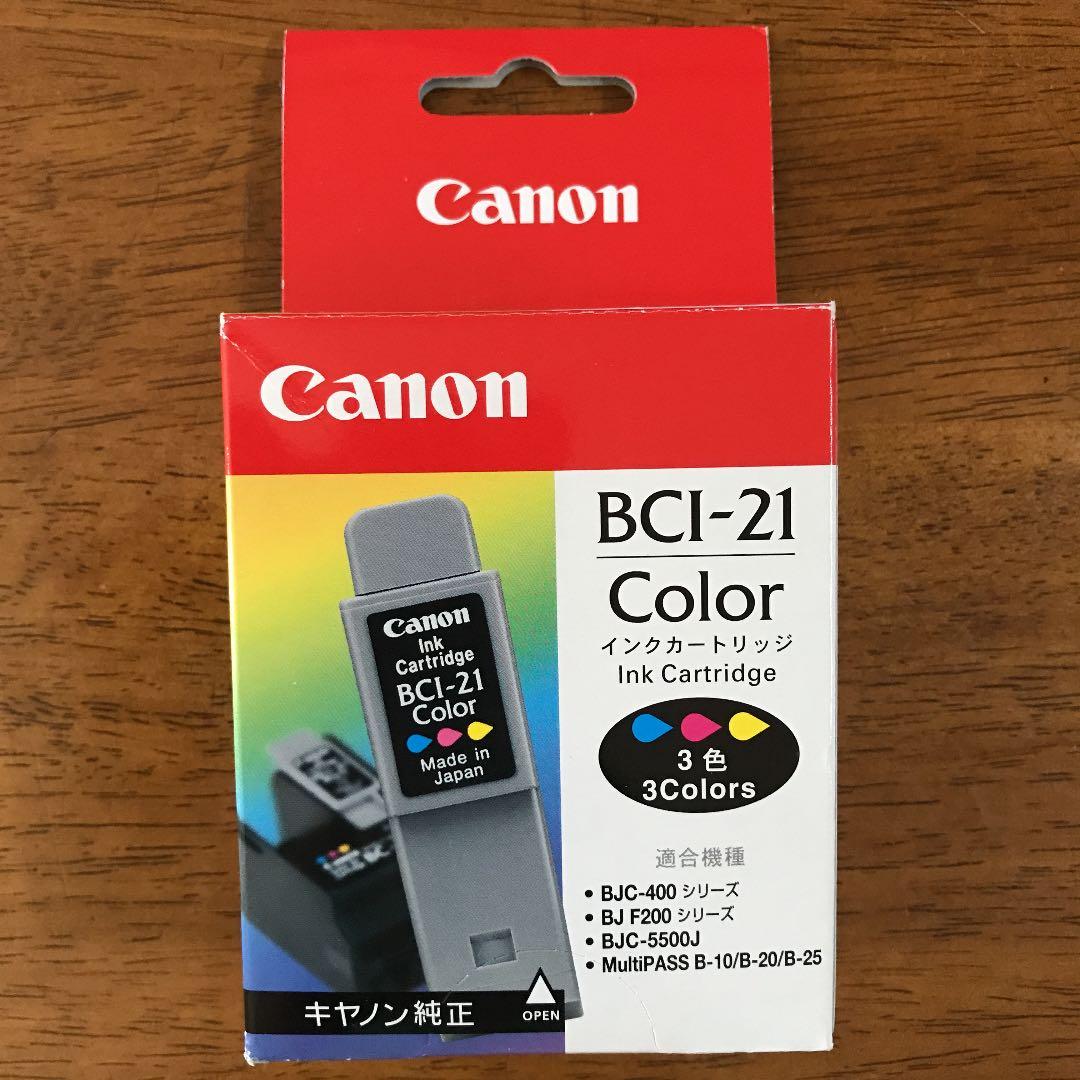 Canon
Canon
BCI-21
Color
インクカートリッジ
Ink Cartridge
3色
3Colors
適合機種
• BJC-400 シリーズ
• BJ F200 シリーズ
• BJC-5500J
• MultiPASS B-10/B-20/B-25
Canon
Ink
Cartridge
BCI-21
Color
Made in
Japan
キヤノン純正
OPEN